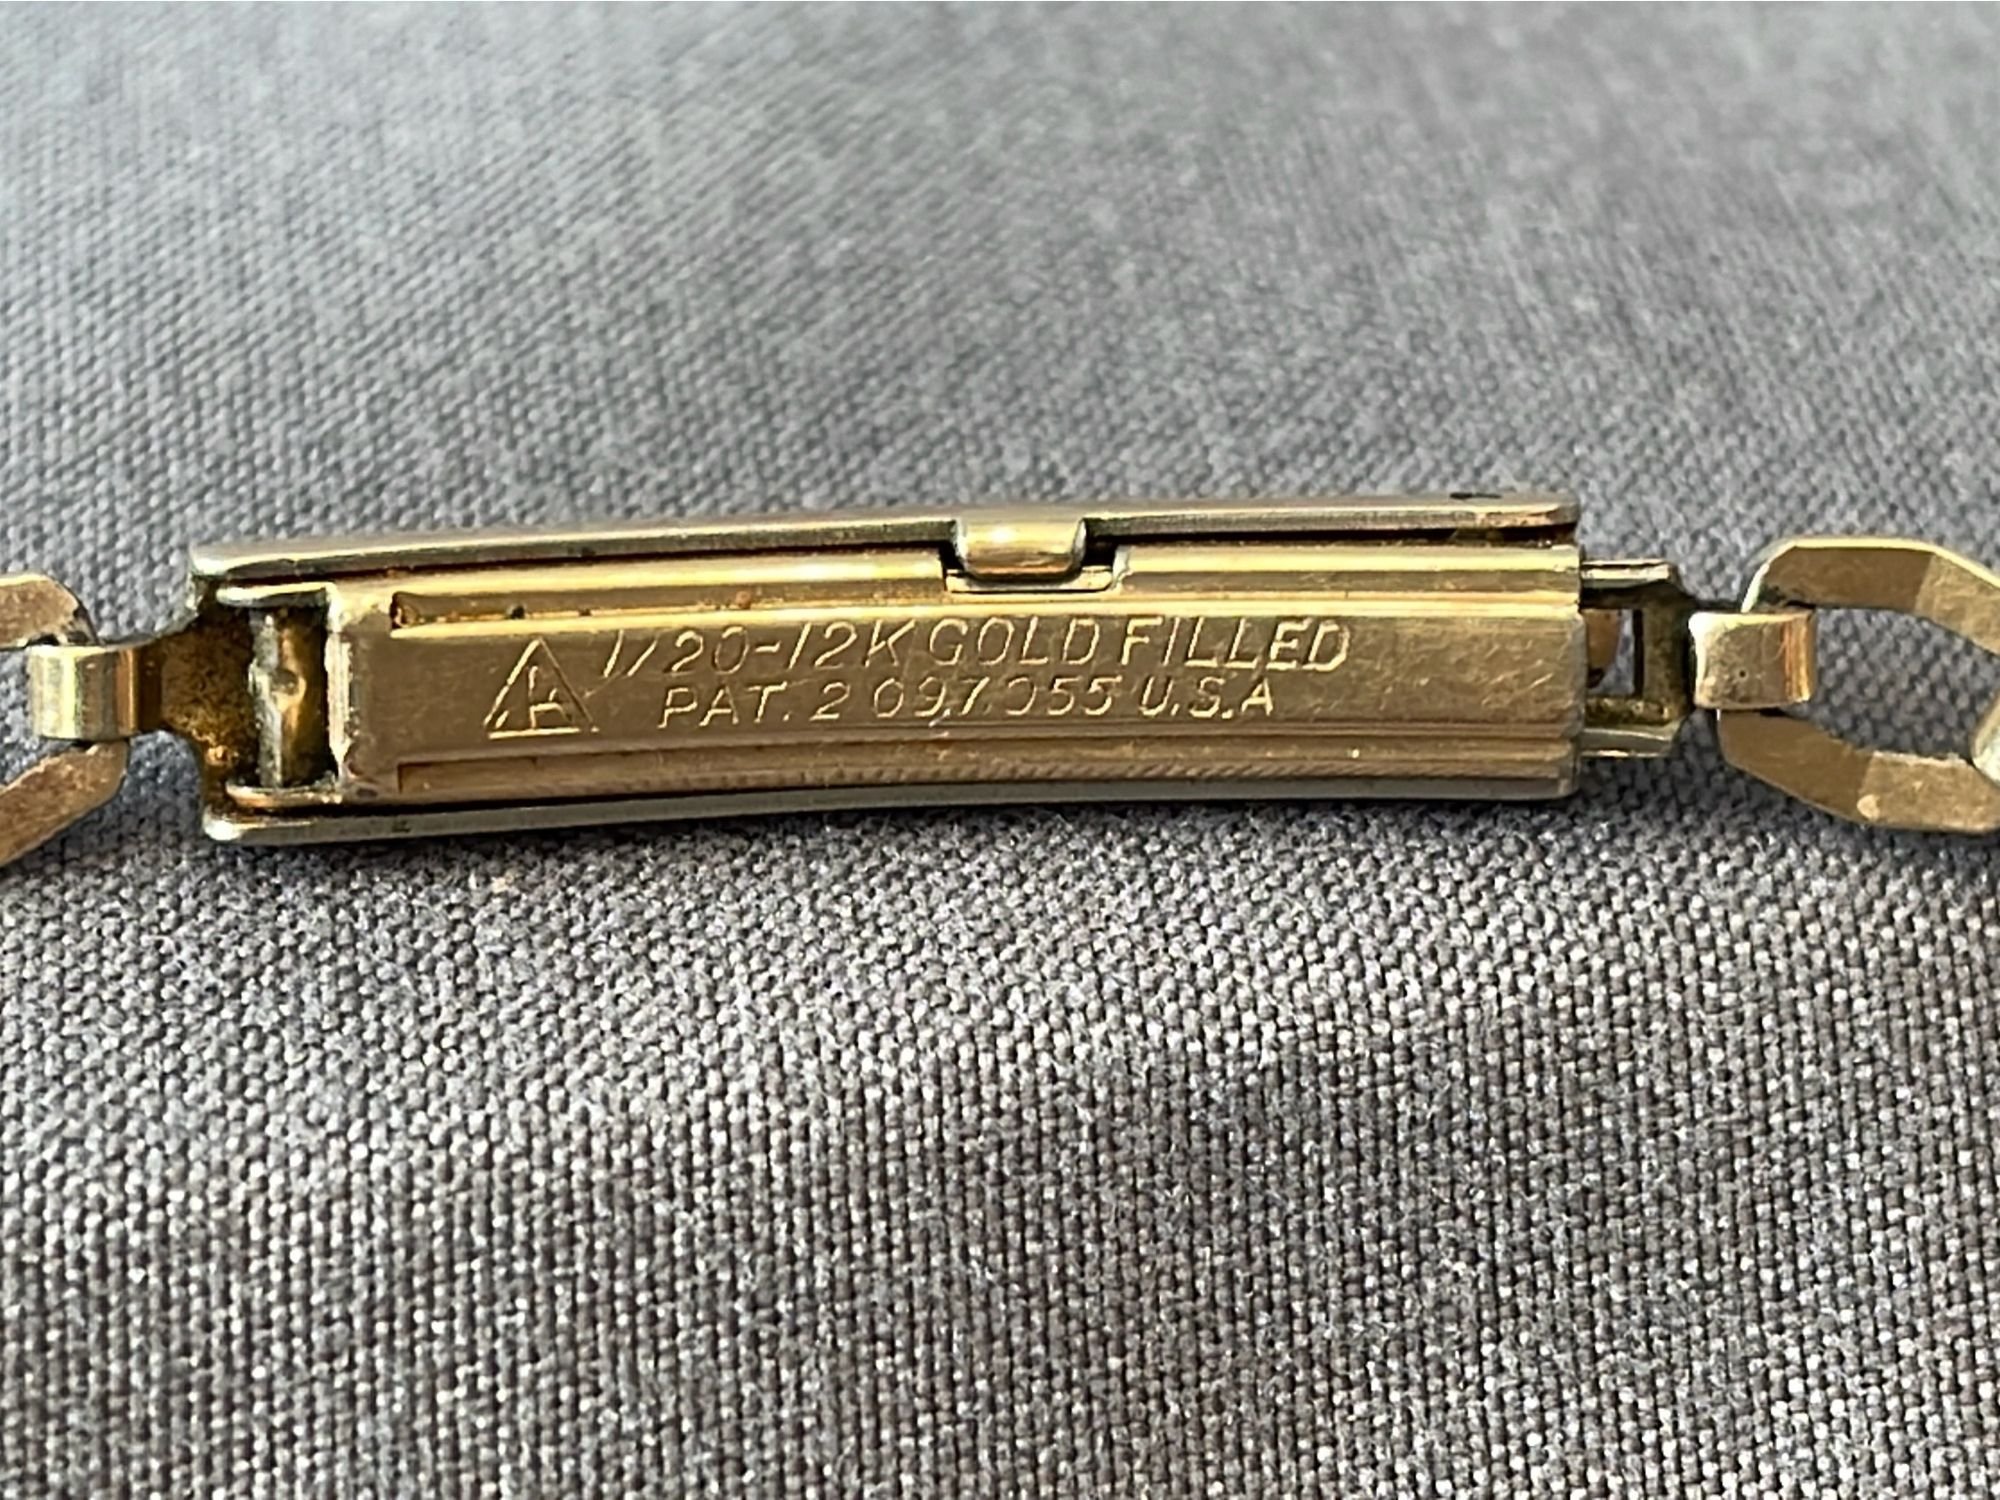 1/20-12K GOLD FILLED
PAT. 2 097.055 U.S.A